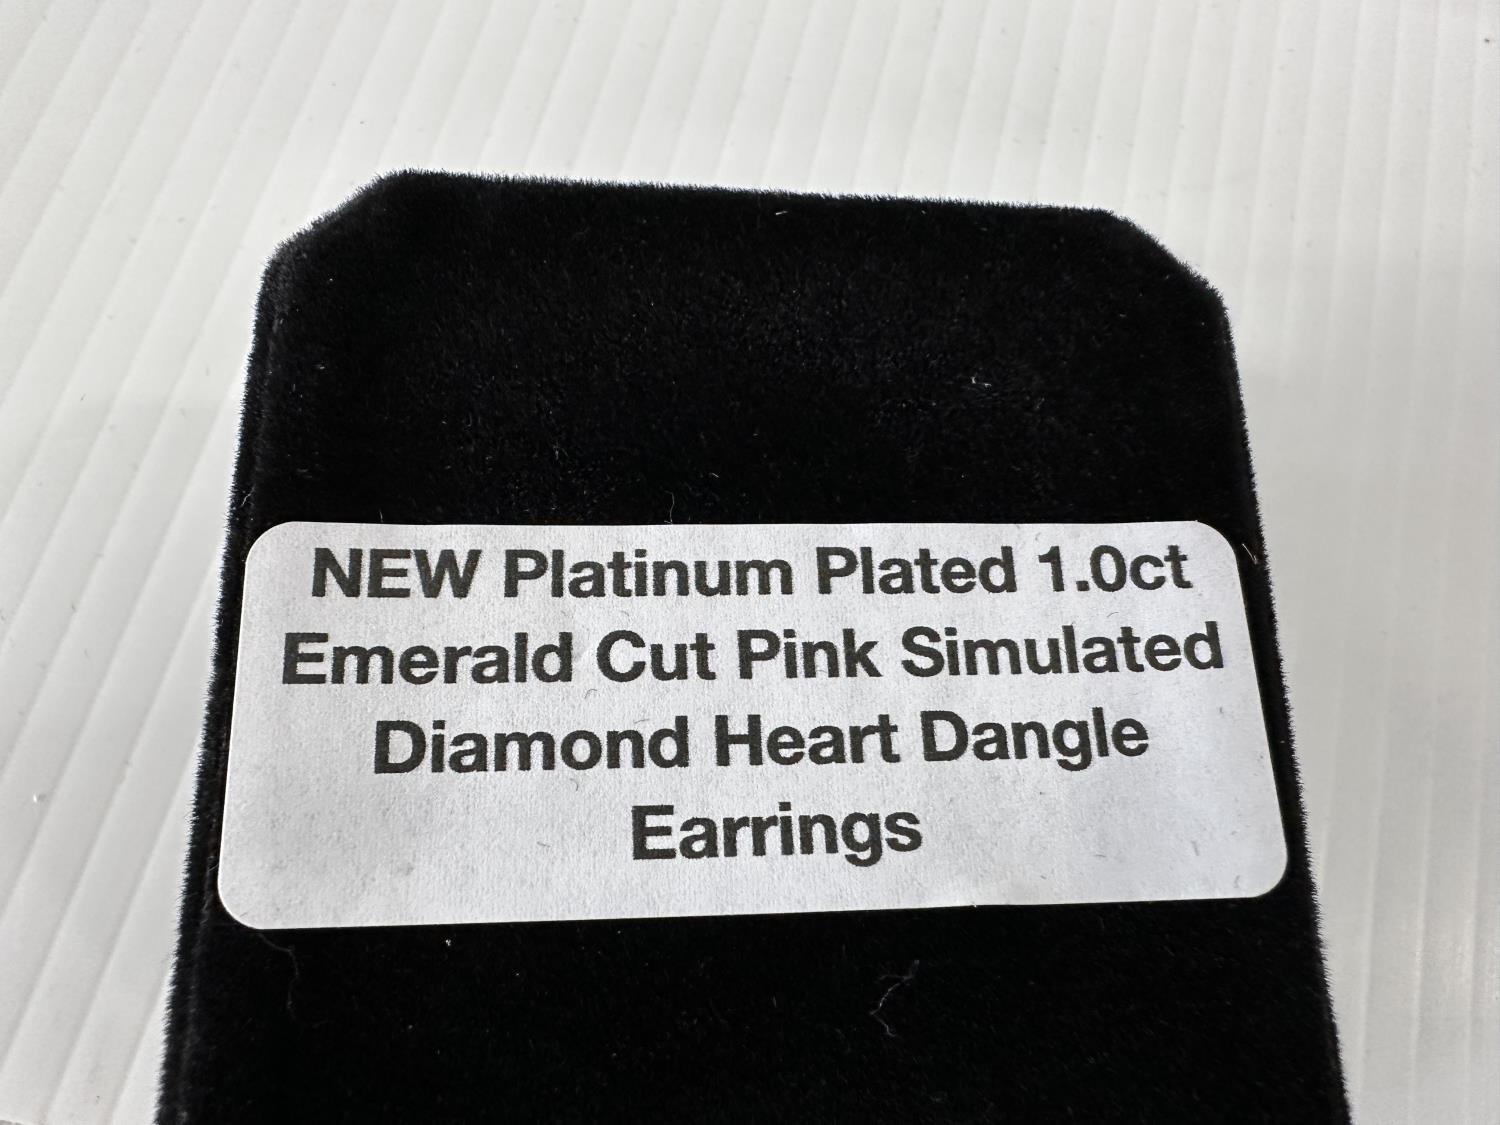 NEW Platinum Plated 1.0ct
Emerald Cut Pink Simulated
Diamond Heart Dangle
Earrings